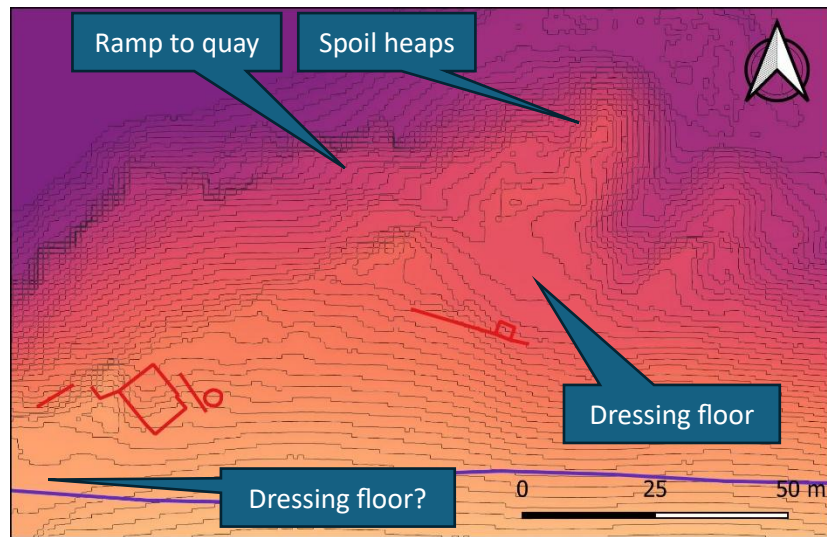 Ramp to quay
Spoil heaps
Dressing floor
Dressing floor?
0 25 50 m